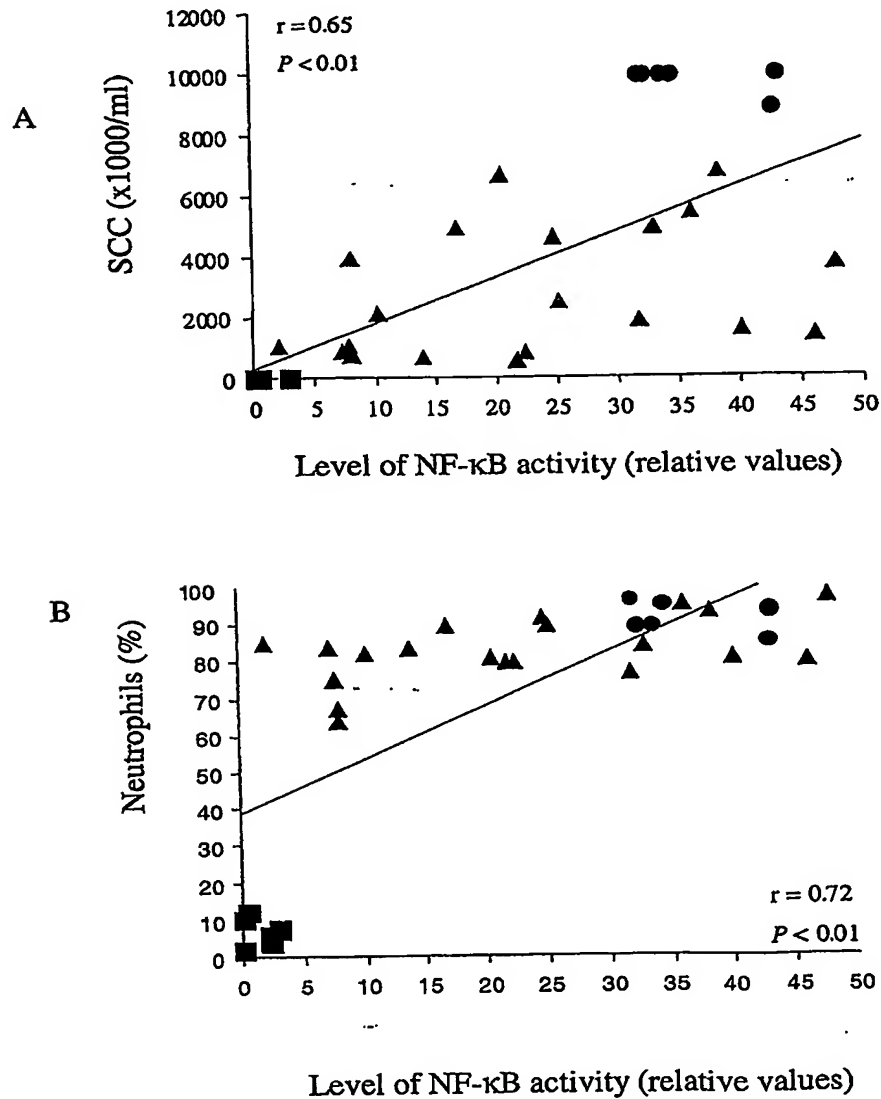 A
r = 0.65
P < 0.01
SCC (x1000/ml)
12000
10000
8000
6000
4000
2000
0
0 5 10 15 20 25 30 35 40 45 50
Level of NF-κB activity (relative values)
B
Neutrophils (%)
100
90
80
70
60
50
40
30
20
10
0
r = 0.72
P < 0.01
0 5 10 15 20 25 30 35 40 45 50
Level of NF-κB activity (relative values)